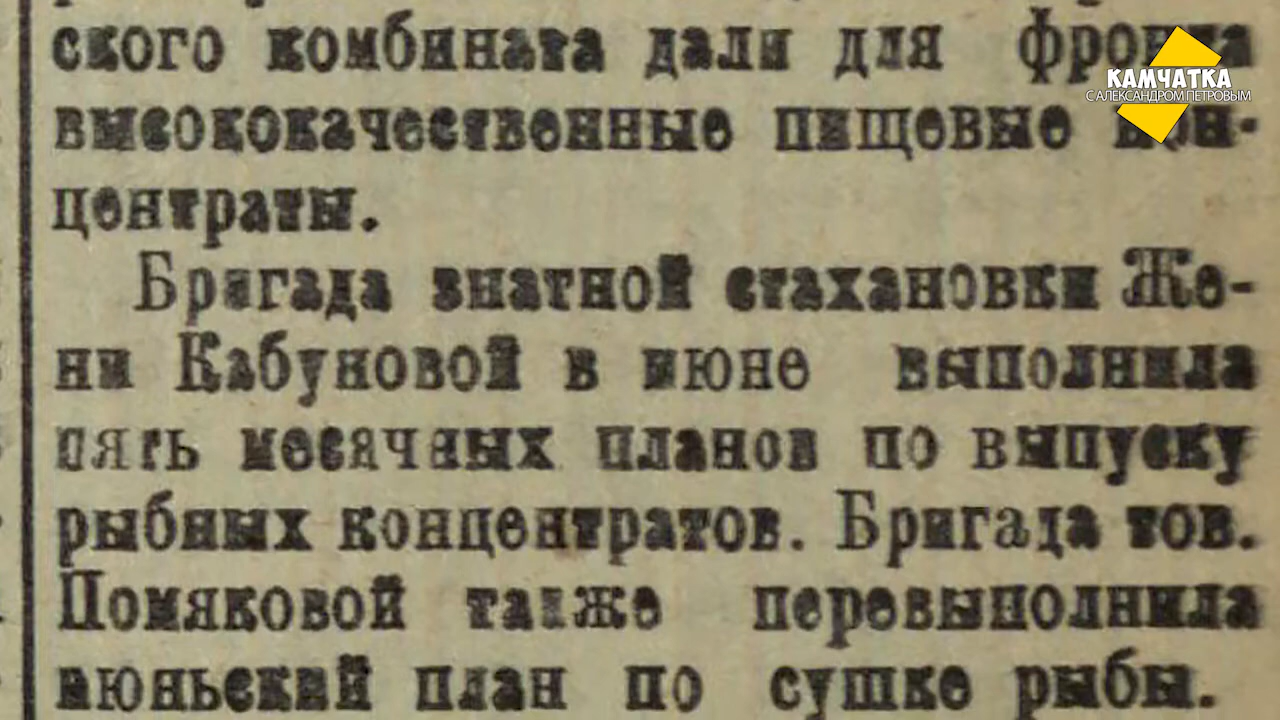 ского комбината дали для фронта
КАМЧАТКА
С АЛЕКСАНДРОМ ПЕТРОВЫМ
высококачественные пищевые кон-
центраты.
Бригада знатной стахановки Же-
ни Кабуновой в июне выполнила
пять месячных планов по выпуску
рыбных концентратов. Бригада тов.
Помяковой также перевыполнила
июньский план по сушке рыбы.